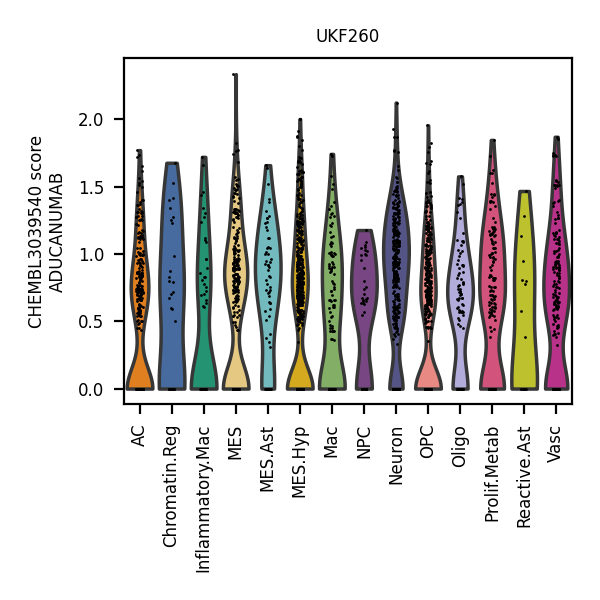 UKF260
CHEMBL3039540 score
ADUCANUMAB
2.0
1.5
1.0
0.5
0.0
AC
Chromatin.Reg
Inflammatory.Mac
MES
MES.Ast
MES.Hyp
Mac
NPC
Neuron
OPC
Oligo
Prolif.Metab
Reactive.Ast
Vasc